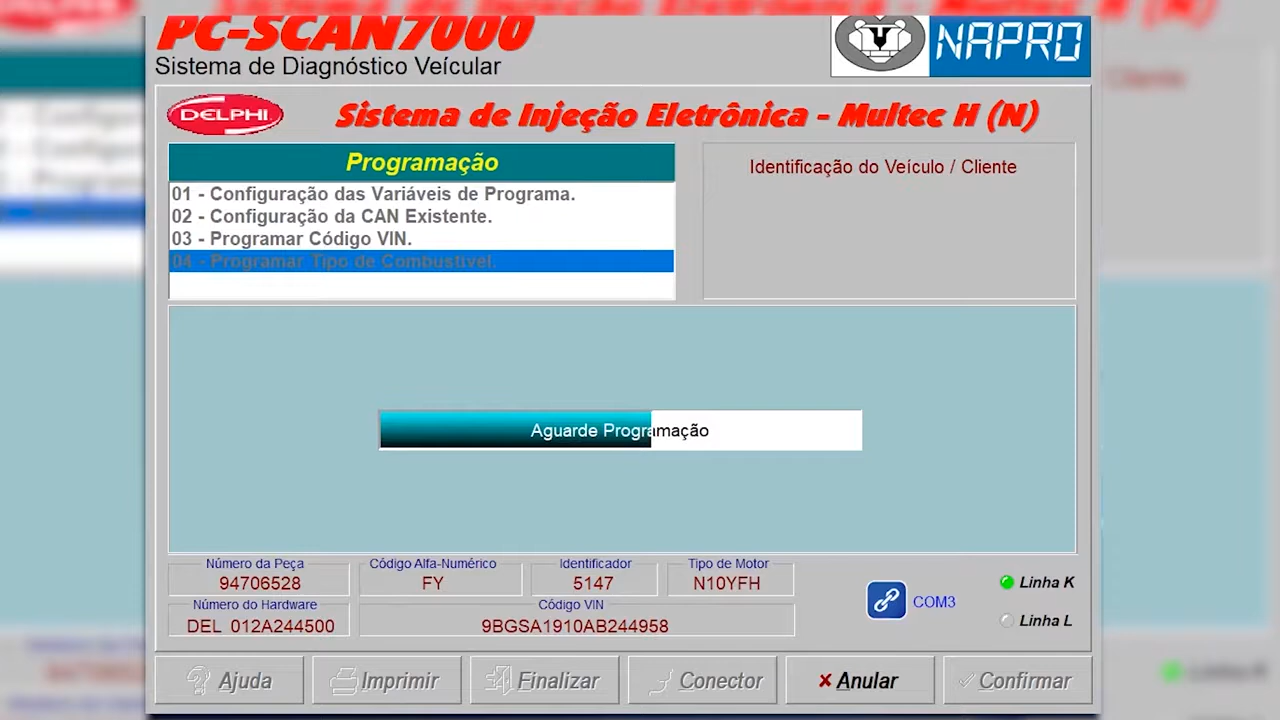 PC-SCAN7000
Sistema de Diagnóstico Veícular
NAPRO
DELPHI
Sistema de Injeção Eletrônica - Multec H (N)
Programação
01 - Configuração das Variáveis de Programa.
02 - Configuração da CAN Existente.
03 - Programar Código VIN.
04 - Programar Tipo de Combustível.
Identificação do Veículo / Cliente
Aguarde Programação
Número da Peça
94706528
Código Alfa-Numérico
FY
Identificador
5147
Tipo de Motor
N10YFH
Número do Hardware
DEL 012A244500
Código VIN
9BGSA1910AB244958
COM3
Linha K
Linha L
Ajuda
Imprimir
Finalizar
Conector
Anular
Confirmar